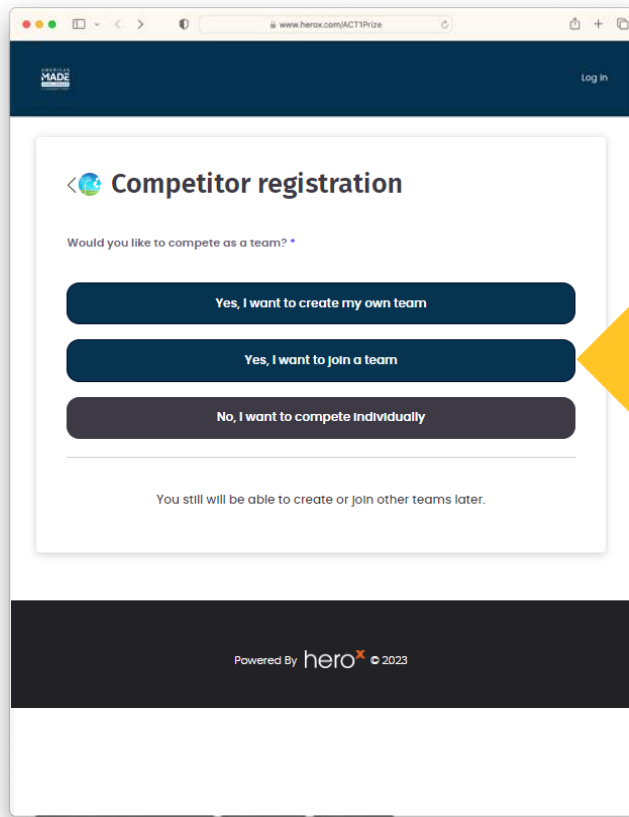 www.herox.com/ACT1Prize
AMERICAN
MADE
Log in
Competitor registration
Would you like to compete as a team? *
Yes, I want to create my own team
Yes, I want to join a team
No, I want to compete individually
You still will be able to create or join other teams later.
Powered By herox © 2023